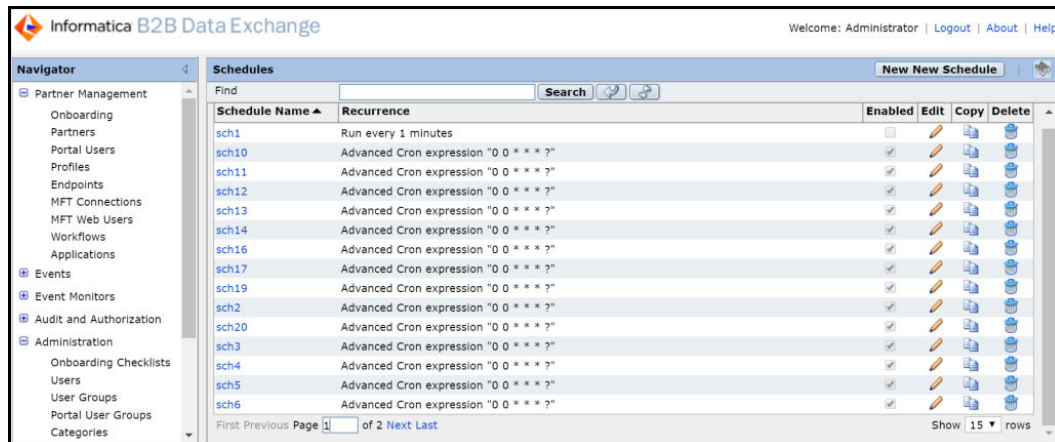 Informatica B2B Data Exchange
Welcome: Administrator | Logout | About | Help
Navigator
Partner Management
Onboarding
Partners
Portal Users
Profiles
Endpoints
MFT Connections
MFT Web Users
Workflows
Applications
Events
Event Monitors
Audit and Authorization
Administration
Onboarding Checklists
Users
User Groups
Portal User Groups
Categories
Schedules New New Schedule
Find Search
Schedule Name Recurrence Enabled Edit Copy Delete
sch1 Run every 1 minutes
sch10 Advanced Cron expression "0 0 * * * ?"
sch11 Advanced Cron expression "0 0 * * * ?"
sch12 Advanced Cron expression "0 0 * * * ?"
sch13 Advanced Cron expression "0 0 * * * ?"
sch14 Advanced Cron expression "0 0 * * * ?"
sch16 Advanced Cron expression "0 0 * * * ?"
sch17 Advanced Cron expression "0 0 * * * ?"
sch19 Advanced Cron expression "0 0 * * * ?"
sch2 Advanced Cron expression "0 0 * * * ?"
sch20 Advanced Cron expression "0 0 * * * ?"
sch3 Advanced Cron expression "0 0 * * * ?"
sch4 Advanced Cron expression "0 0 * * * ?"
sch5 Advanced Cron expression "0 0 * * * ?"
sch6 Advanced Cron expression "0 0 * * * ?"
First Previous Page 1 of 2 Next Last Show 15 rows